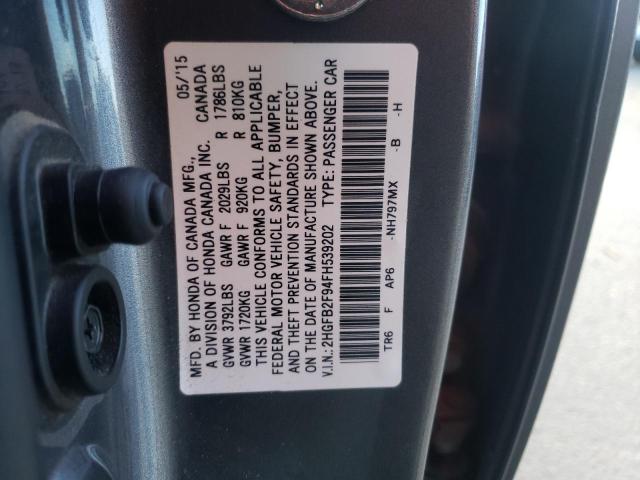 MFD. BY HONDA OF CANADA MFG., 05/'15
A DIVISION OF HONDA CANADA INC. CANADA
GVWR 3792LBS GAWR F 2029LBS R 1786LBS
GVWR 1720KG GAWR F 920KG R 810KG
THIS VEHICLE CONFORMS TO ALL APPLICABLE
FEDERAL MOTOR VEHICLE SAFETY, BUMPER,
AND THEFT PREVENTION STANDARDS IN EFFECT
ON THE DATE OF MANUFACTURE SHOWN ABOVE.
V.I.N.: 2HGFB2F94FH539202 TYPE: PASSENGER CAR
TR6 F AP6 -NH797MX -B -H